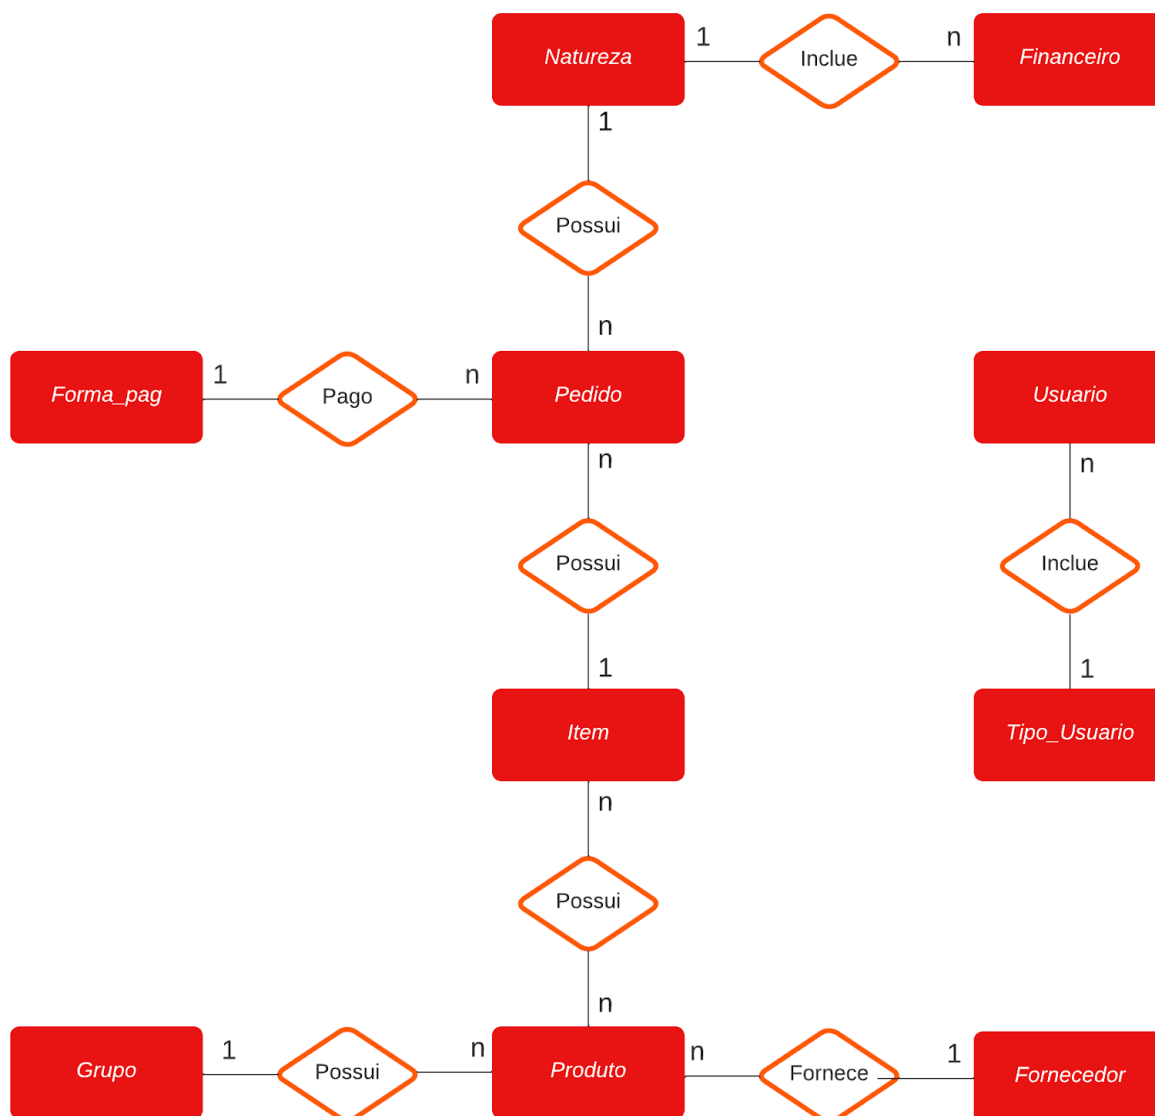 Natureza
1
Inclue
n
Financeiro
1
Possui
n
Forma_pag
1
Pago
n
Pedido
Usuario
n
n
Possui
Inclue
1
1
Item
Tipo_Usuario
n
Possui
n
Grupo
1
Possui
n
Produto
n
Fornece
1
Fornecedor